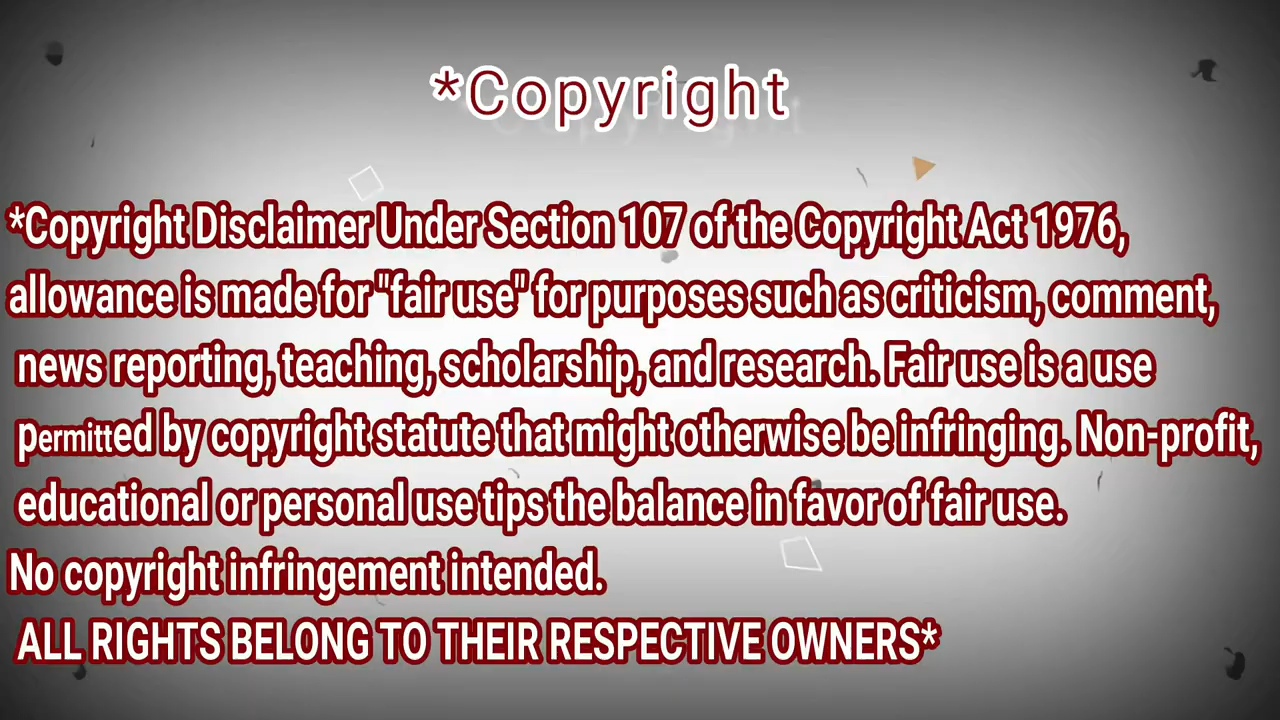 *Copyright
*Copyright Disclaimer Under Section 107 of the Copyright Act 1976,
allowance is made for "fair use" for purposes such as criticism, comment,
news reporting, teaching, scholarship, and research. Fair use is a use
permitted by copyright statute that might otherwise be infringing. Non-profit,
educational or personal use tips the balance in favor of fair use.
No copyright infringement intended.
ALL RIGHTS BELONG TO THEIR RESPECTIVE OWNERS*